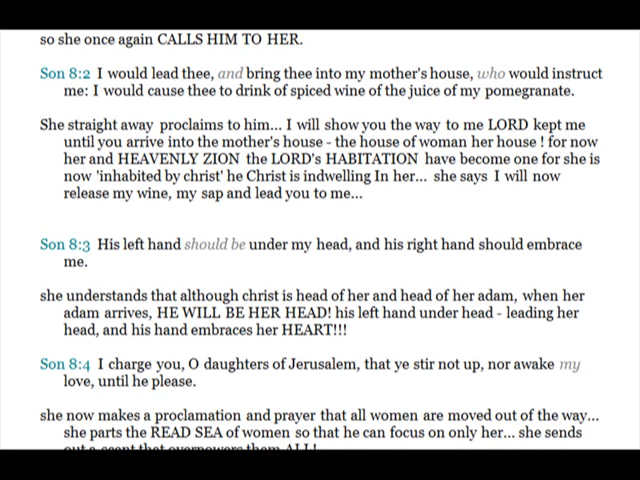 so she once again CALLS HIM TO HER.
Son 8:2 I would lead thee, and bring thee into my mother's house, who would instruct
me: I would cause thee to drink of spiced wine of the juice of my pomegranate.
She straight away proclaims to him... I will show you the way to me LORD kept me
until you arrive into the mother's house - the house of woman her house ! for now
her and HEAVENLY ZION the LORD's HABITATION have become one for she is
now 'inhabited by christ' he Christ is indwelling In her... she says I will now
release my wine, my sap and lead you to me...
Son 8:3 His left hand should be under my head, and his right hand should embrace
me.
she understands that although christ is head of her and head of her adam, when her
adam arrives, HE WILL BE HER HEAD! his left hand under head - leading her
head, and his hand embraces her HEART!!!
Son 8:4 I charge you, O daughters of Jerusalem, that ye stir not up, nor awake my
love, until he please.
she now makes a proclamation and prayer that all women are moved out of the way...
she parts the READ SEA of women so that he can focus on only her... she sends
out a scent that overpowers them ALL!